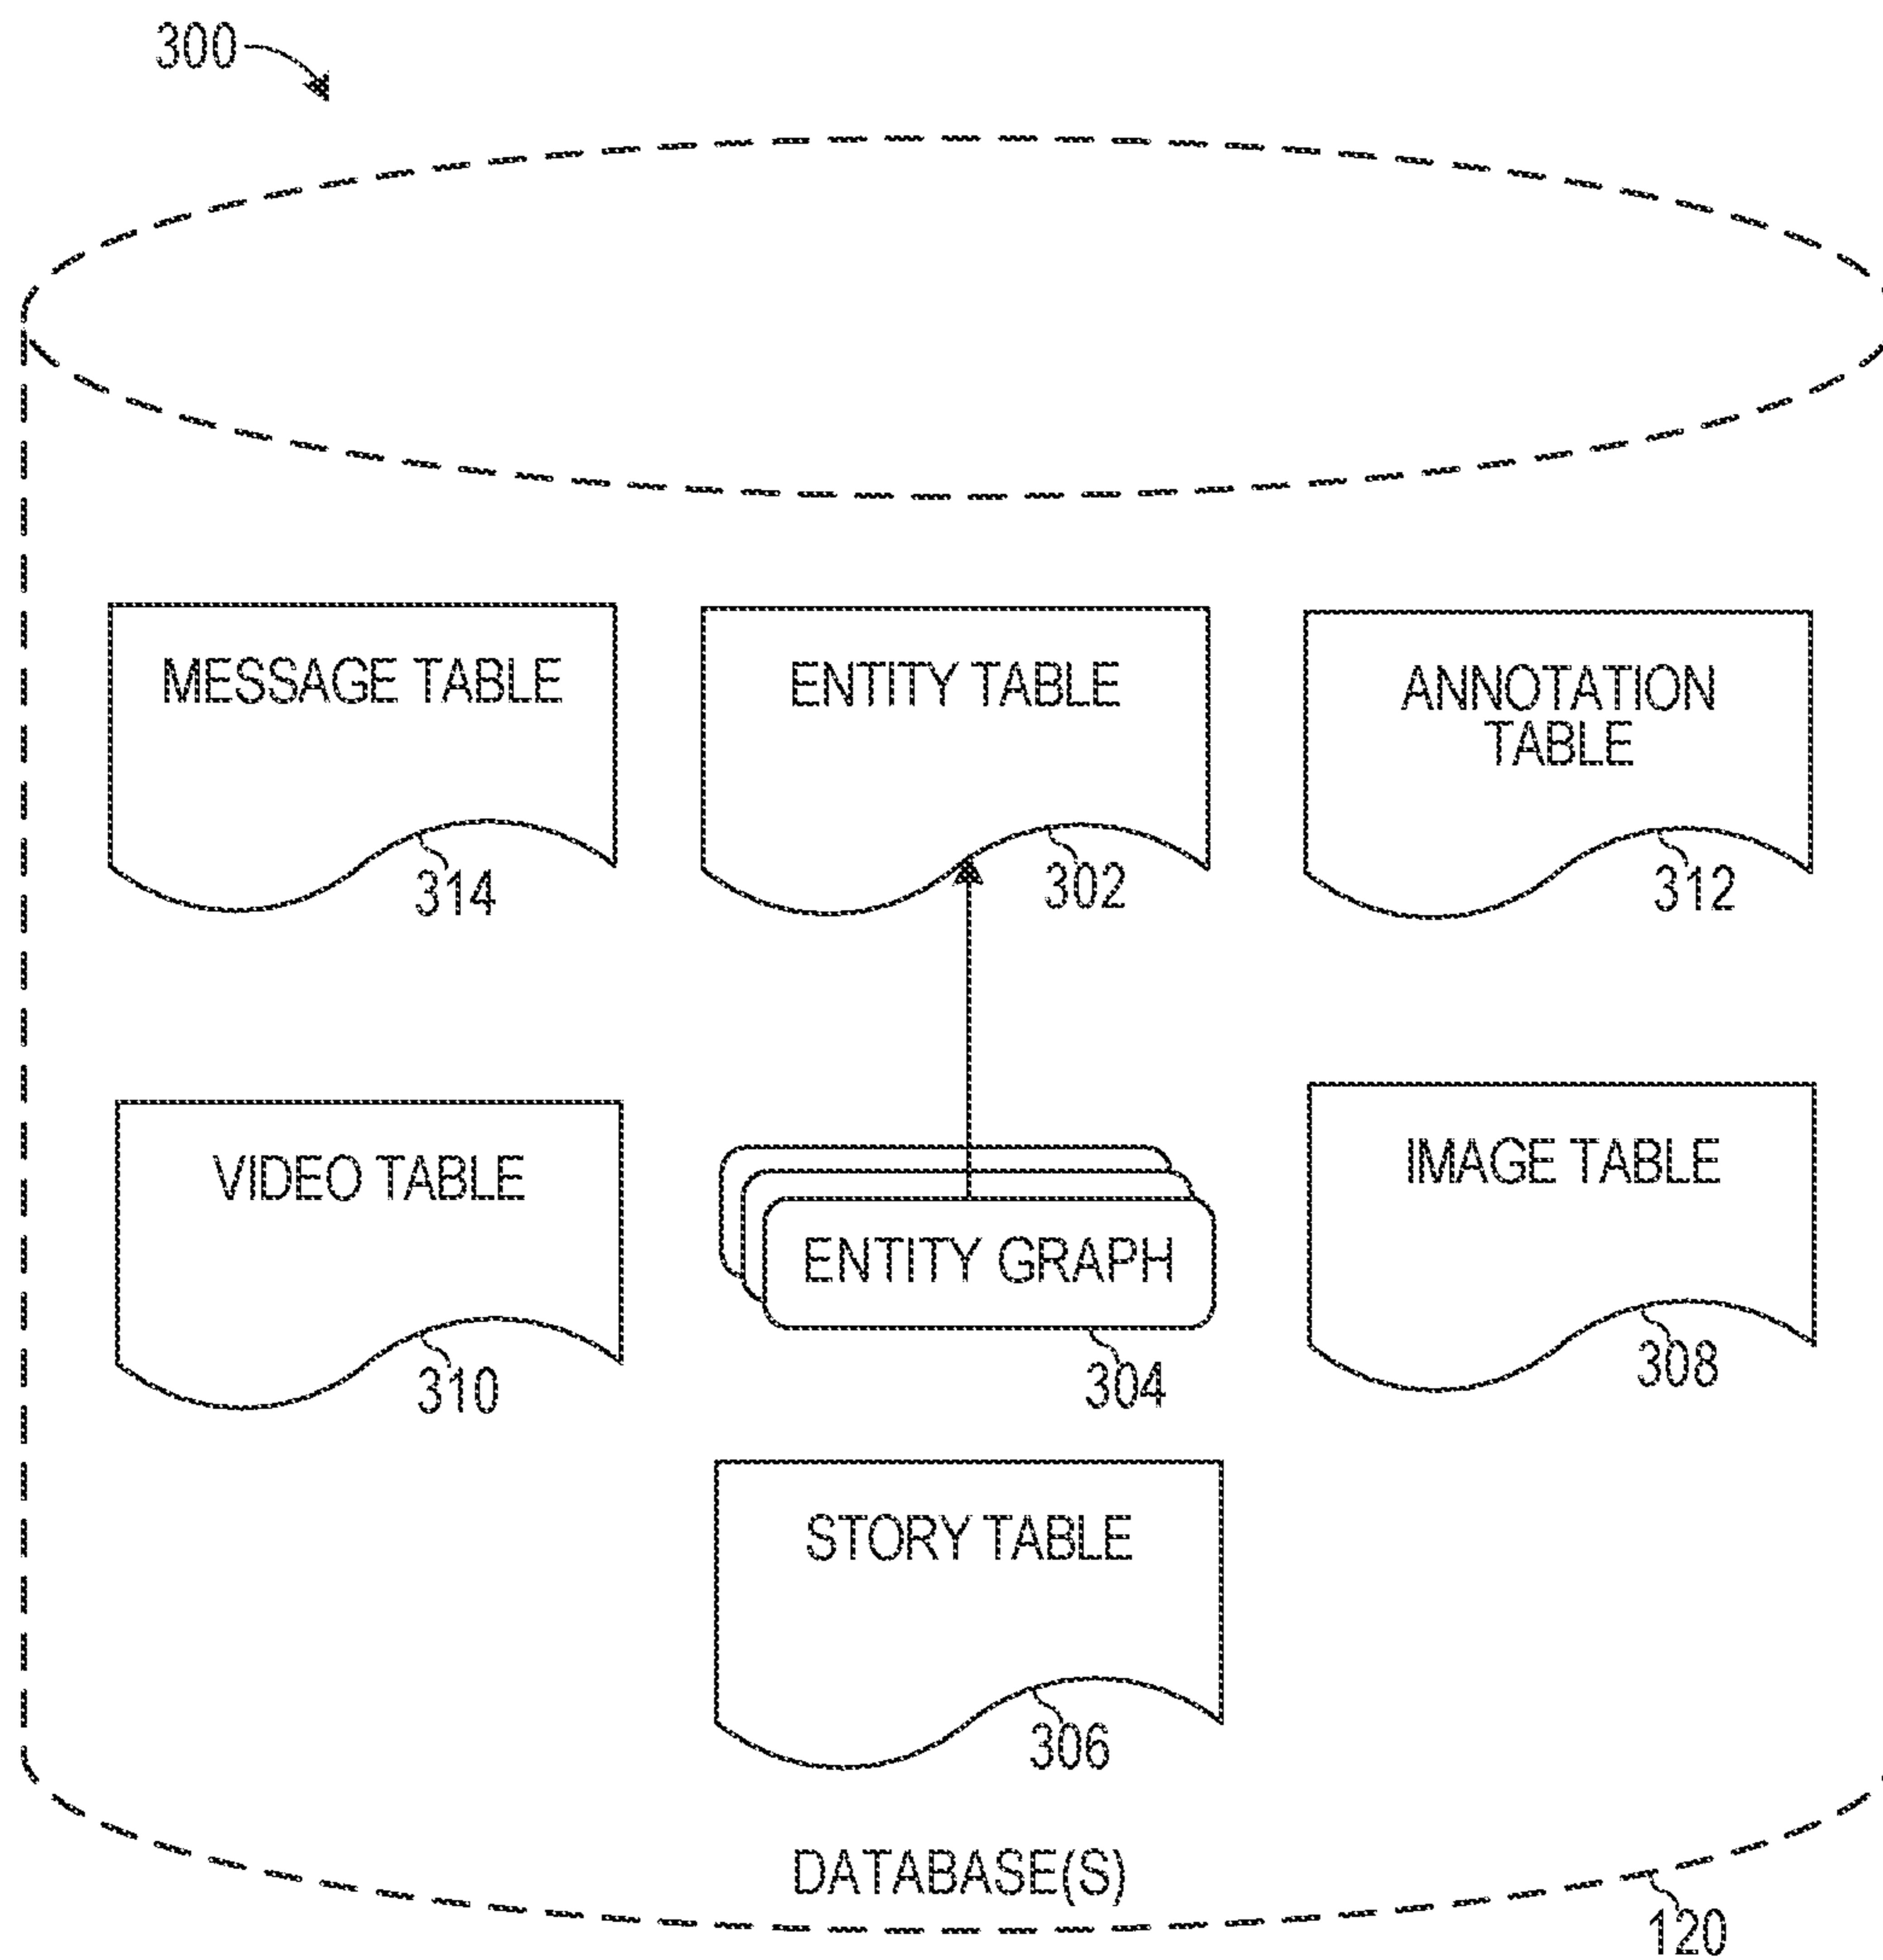 300
MESSAGE TABLE
314
ENTITY TABLE
302
ANNOTATION
TABLE
312
VIDEO TABLE
310
ENTITY GRAPH
304
IMAGE TABLE
308
STORY TABLE
306
DATABASE(S)
120